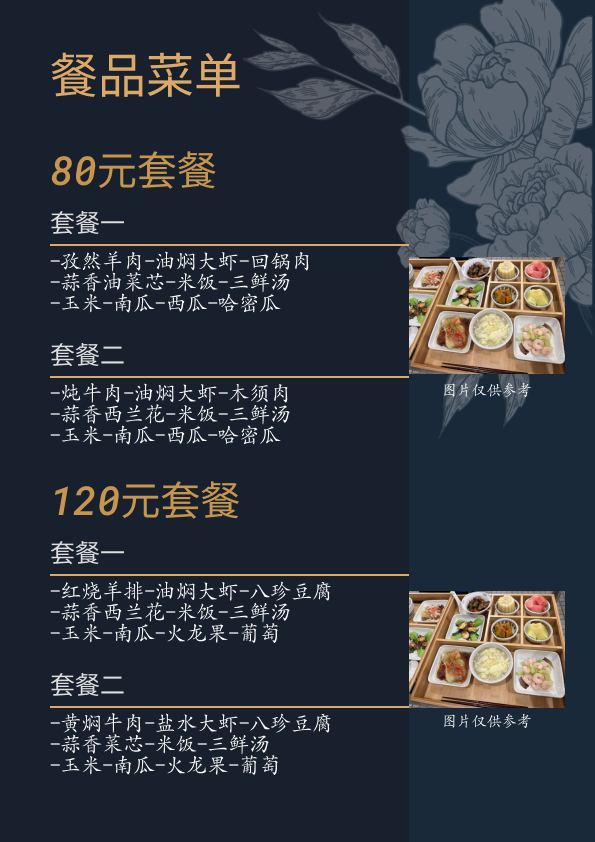 餐品菜单
80元套餐
套餐一
-孜然羊肉-油焖大虾-回锅肉
-蒜香油菜芯-米饭-三鲜汤
-玉米-南瓜-西瓜-哈密瓜
套餐二
-炖牛肉-油焖大虾-木须肉
-蒜香西兰花-米饭-三鲜汤
-玉米-南瓜-西瓜-哈密瓜
图片仅供参考
120元套餐
套餐一
-红烧羊排-油焖大虾-八珍豆腐
-蒜香西兰花-米饭-三鲜汤
-玉米-南瓜-火龙果-葡萄
套餐二
-黄焖牛肉-盐水大虾-八珍豆腐
-蒜香菜芯-米饭-三鲜汤
-玉米-南瓜-火龙果-葡萄
图片仅供参考